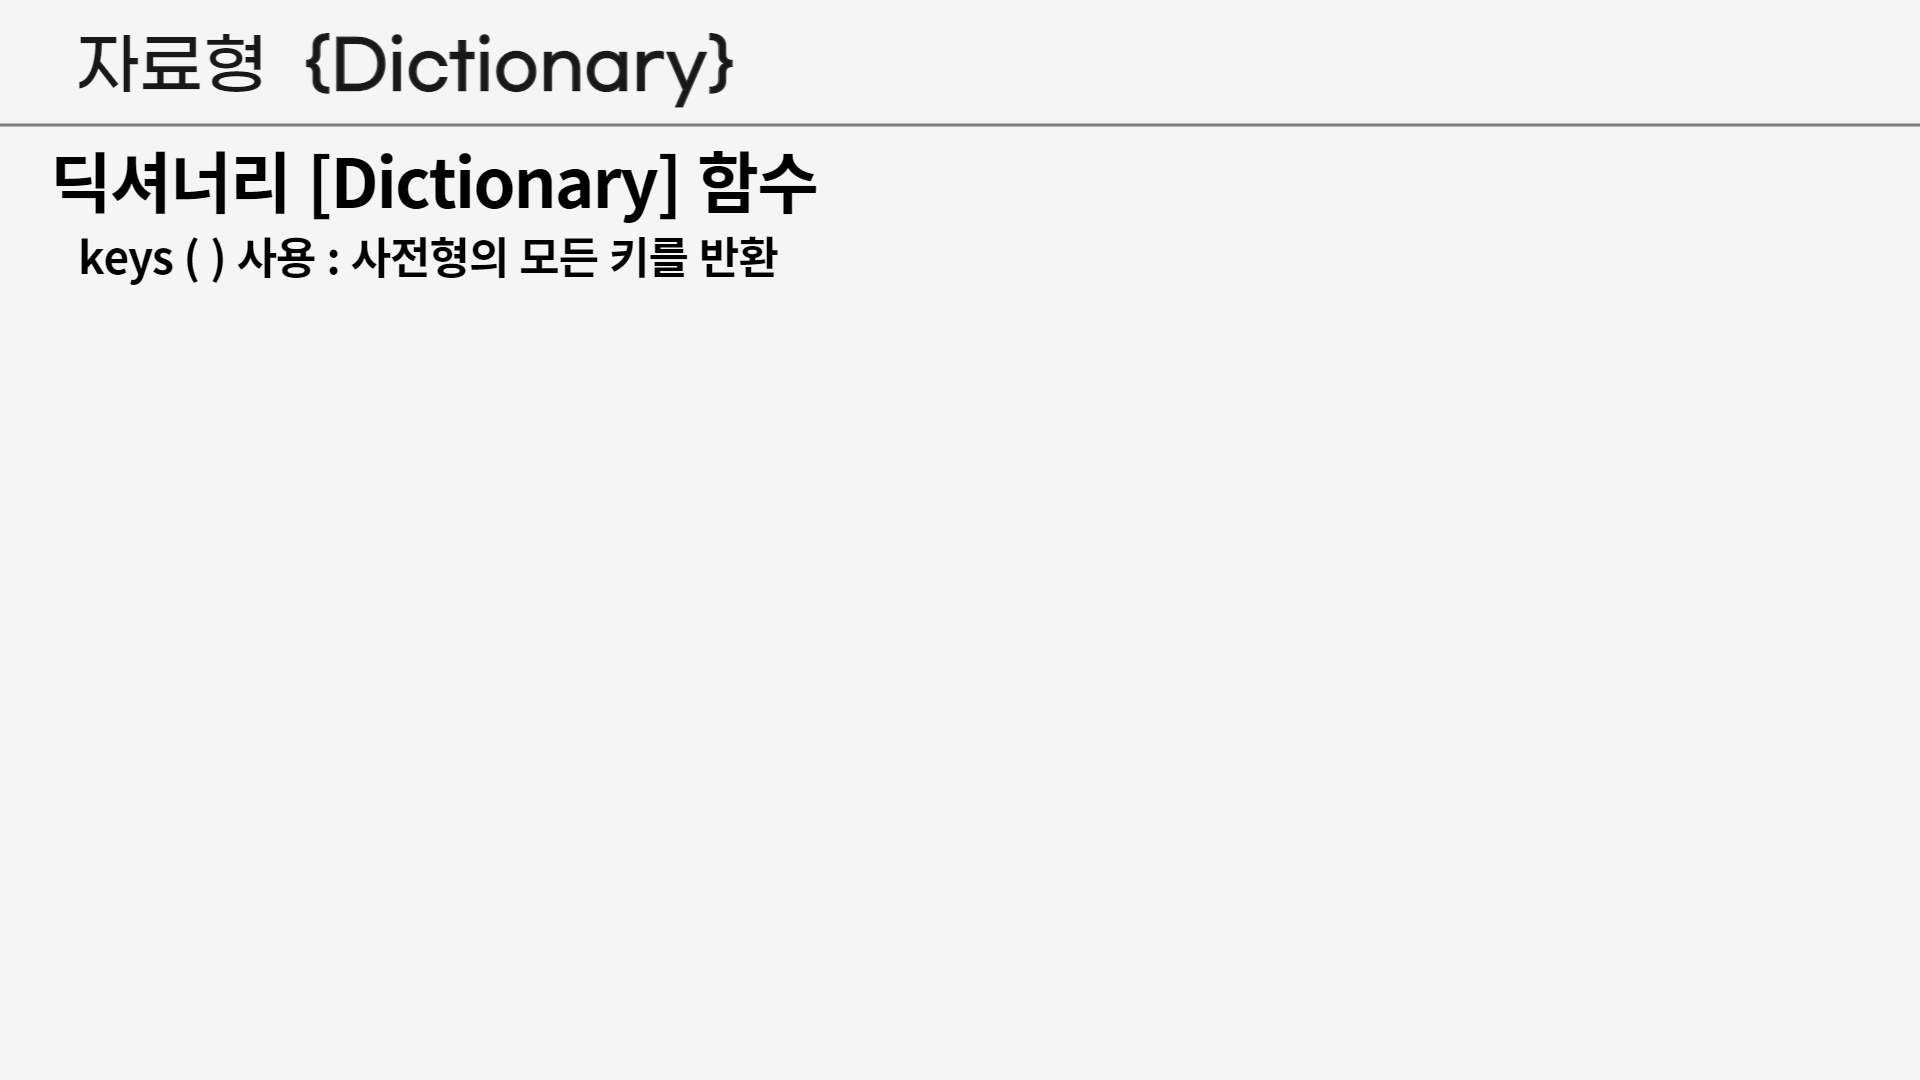 자료형 {Dictionary}
딕셔너리 [Dictionary] 함수
keys ( ) 사용 : 사전형의 모든 키를 반환